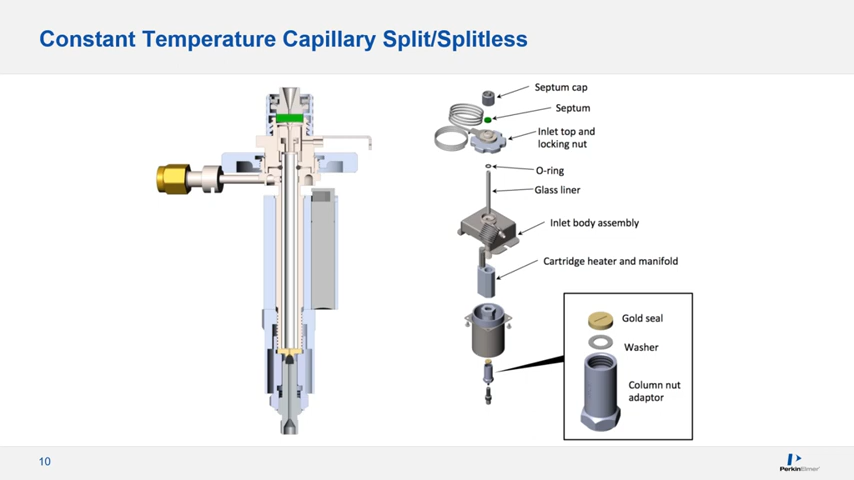 Constant Temperature Capillary Split/Splitless
Septum cap
Septum
Inlet top and
locking nut
O-ring
Glass liner
Inlet body assembly
Cartridge heater and manifold
Gold seal
Washer
Column nut
adaptor
10
PerkinElmer